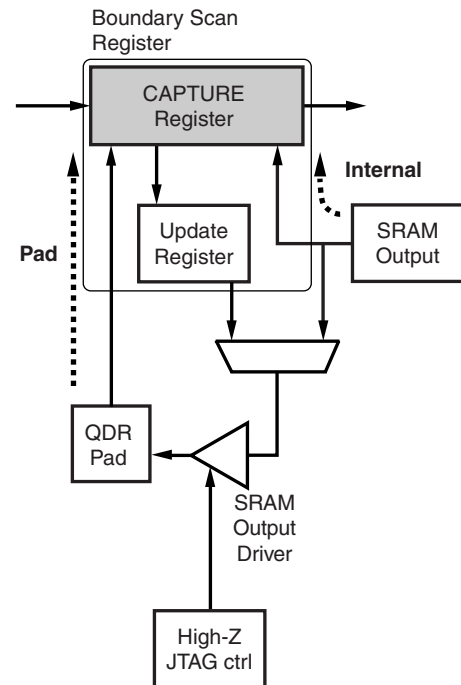 Boundary Scan
Register
CAPTURE
Register
Internal
Update
Register
SRAM
Output
Pad
QDR
Pad
SRAM
Output
Driver
High-Z
JTAG ctrl